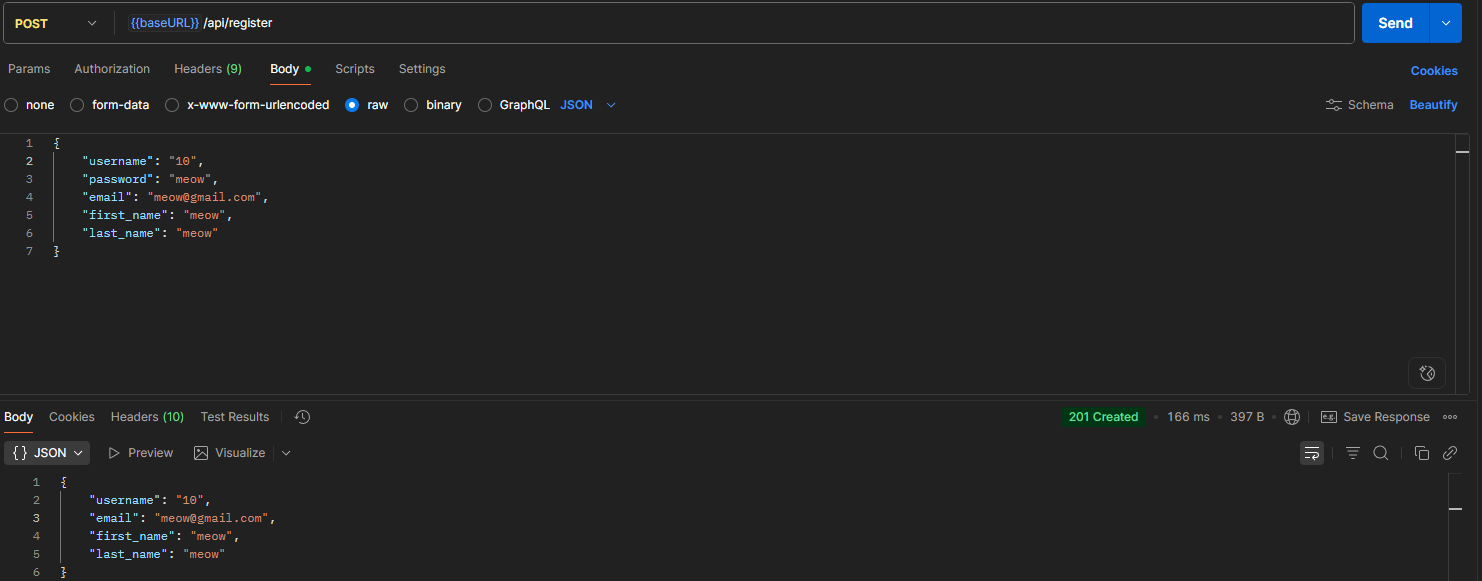 POST {{baseURL}} /api/register Send
Params Authorization Headers (9) Body Scripts Settings Cookies
none form-data x-www-form-urlencoded raw binary GraphQL JSON Schema Beautify
1 {
2 "username": "10",
3 "password": "meow",
4 "email": "meow@gmail.com",
5 "first_name": "meow",
6 "last_name": "meow"
7 }
Body Cookies Headers (10) Test Results 201 Created 166 ms 397 B e.g. Save Response
{ } JSON Preview Visualize
1 {
2 "username": "10",
3 "email": "meow@gmail.com",
4 "first_name": "meow",
5 "last_name": "meow"
6 }